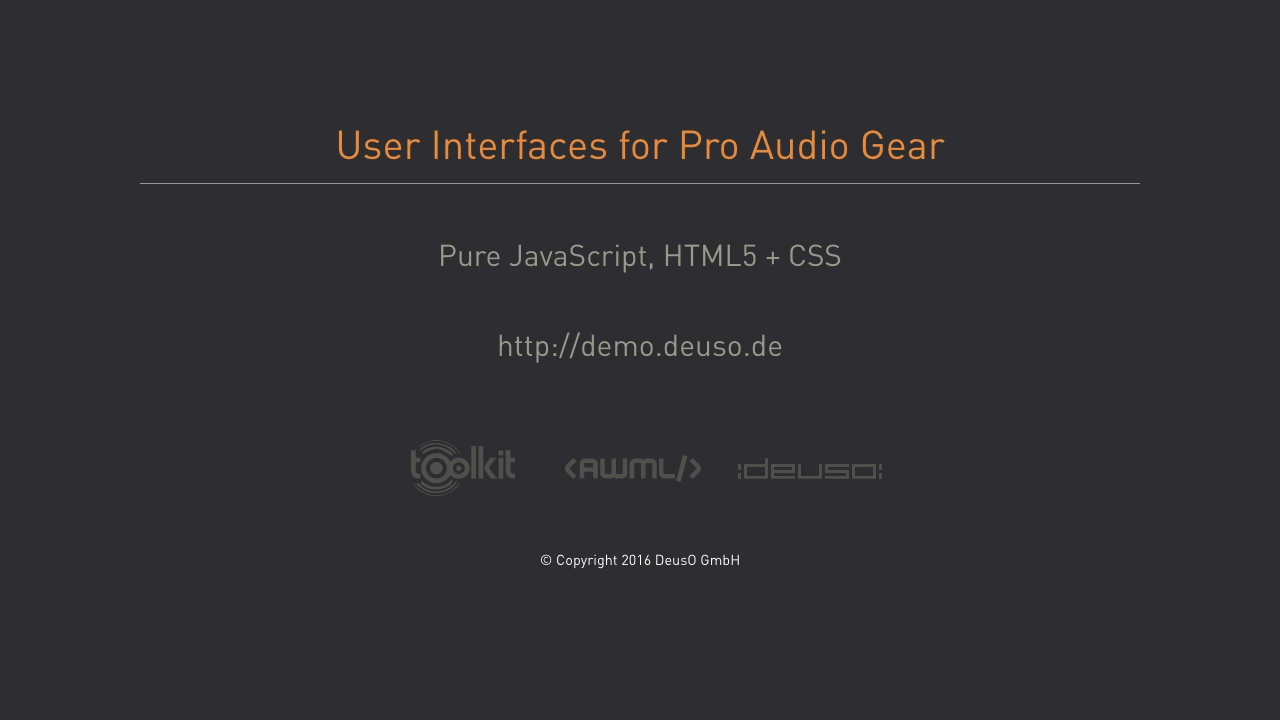 User Interfaces for Pro Audio Gear
Pure JavaScript, HTML5 + CSS
http://demo.deuso.de
toolkit <AWML/> :deuso:
© Copyright 2016 DeusO GmbH